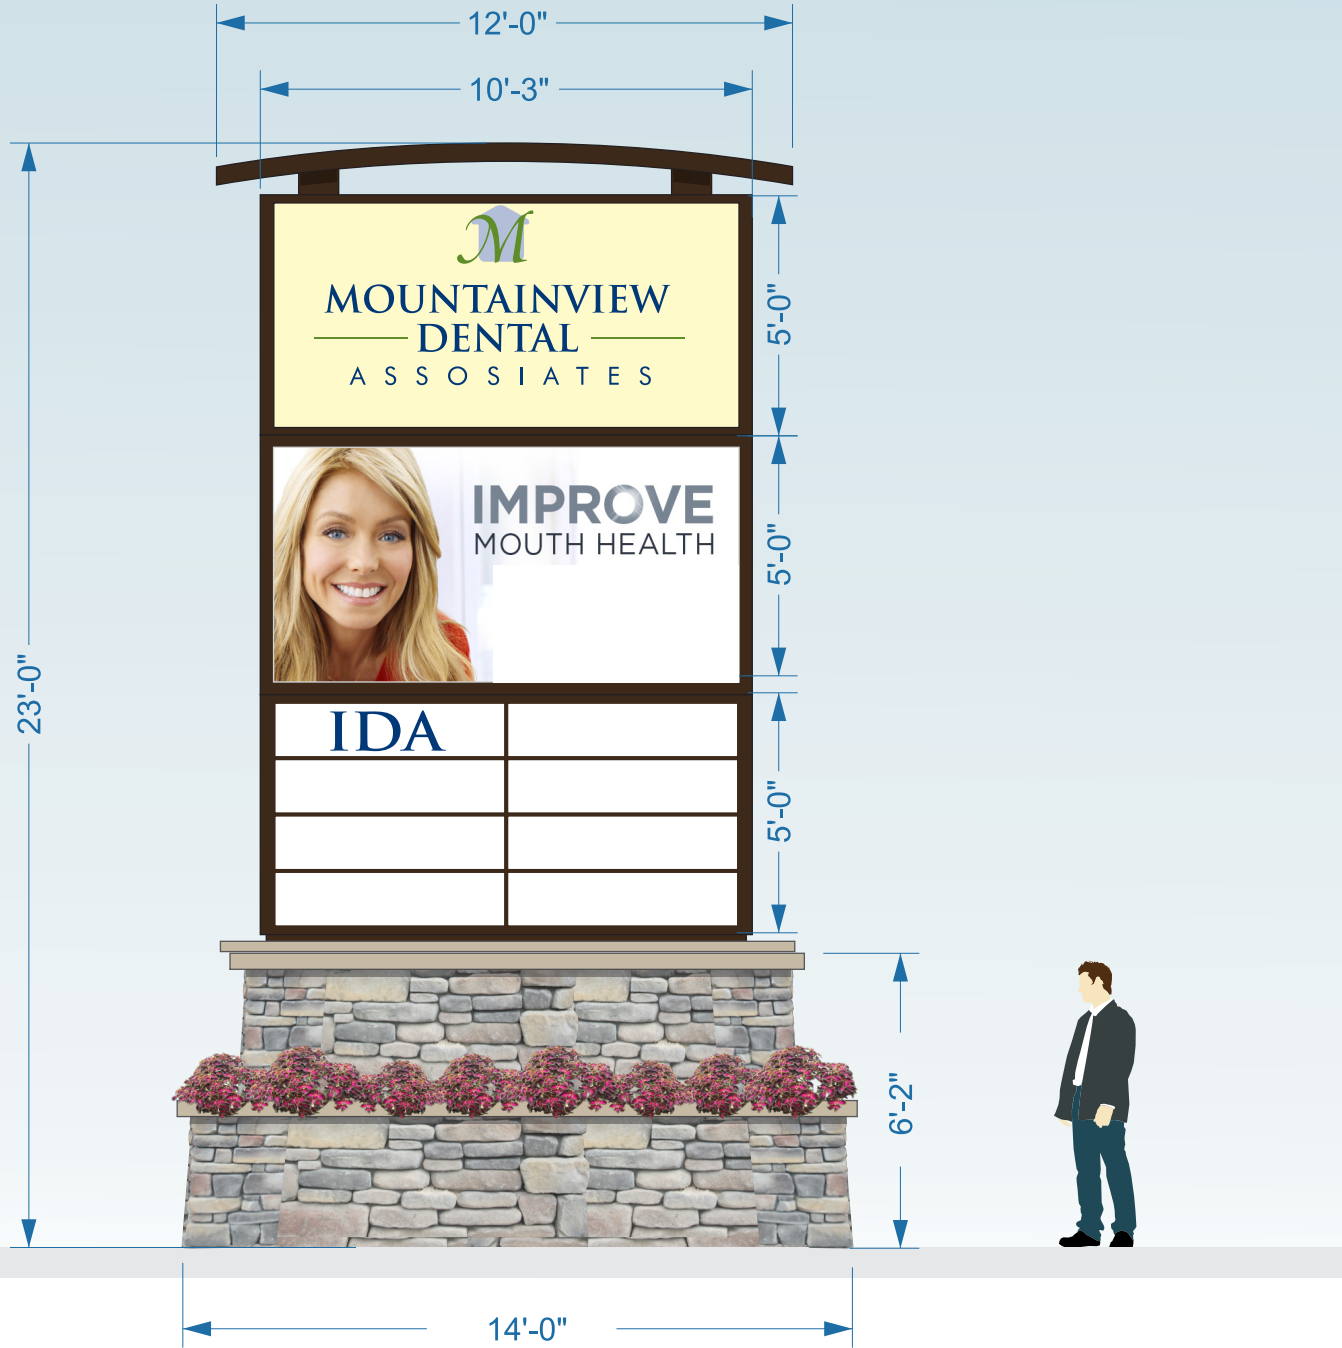 12'-0"
10'-3"
M
MOUNTAINVIEW
DENTAL
ASSOSIATES
5'-0"
IMPROVE
MOUTH HEALTH
5'-0"
23'-0"
IDA
5'-0"
6'-2"
14'-0"